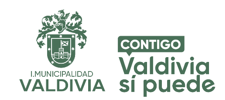 I.MUNICIPALIDAD
VALDIVIA
CONTIGO
Valdivia
sí puede